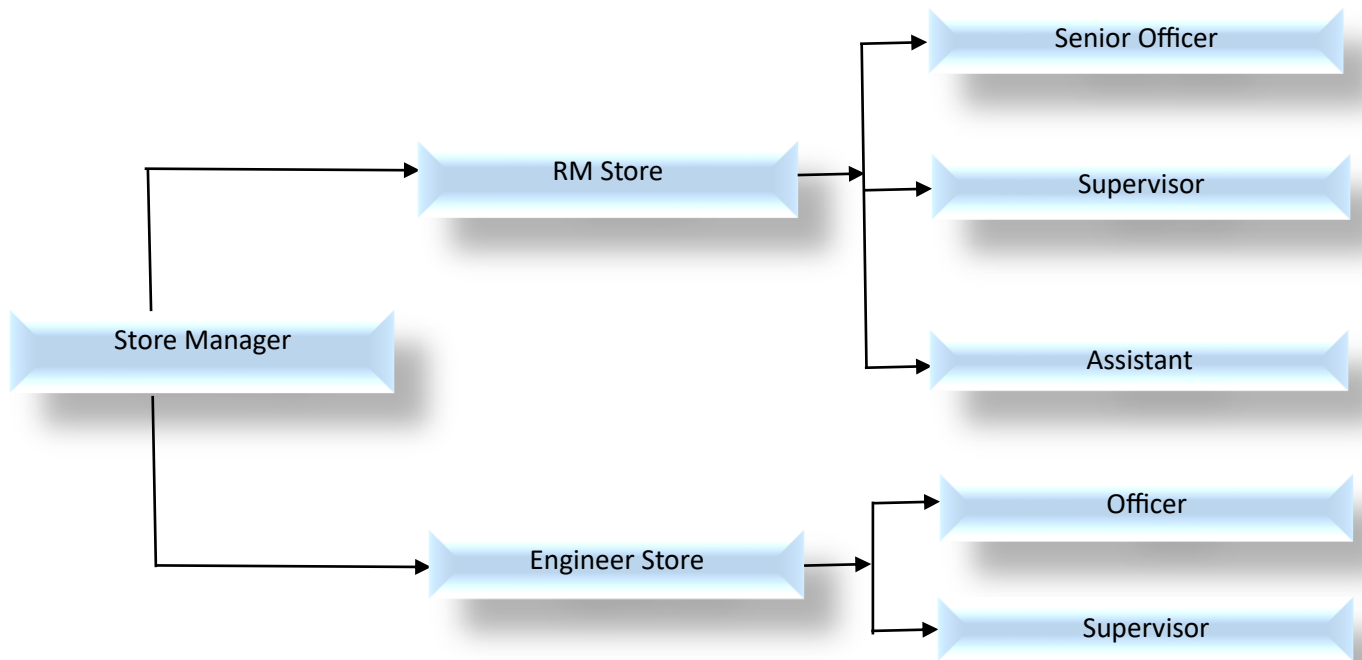 Senior Officer
RM Store
Supervisor
Store Manager
Assistant
Officer
Engineer Store
Supervisor